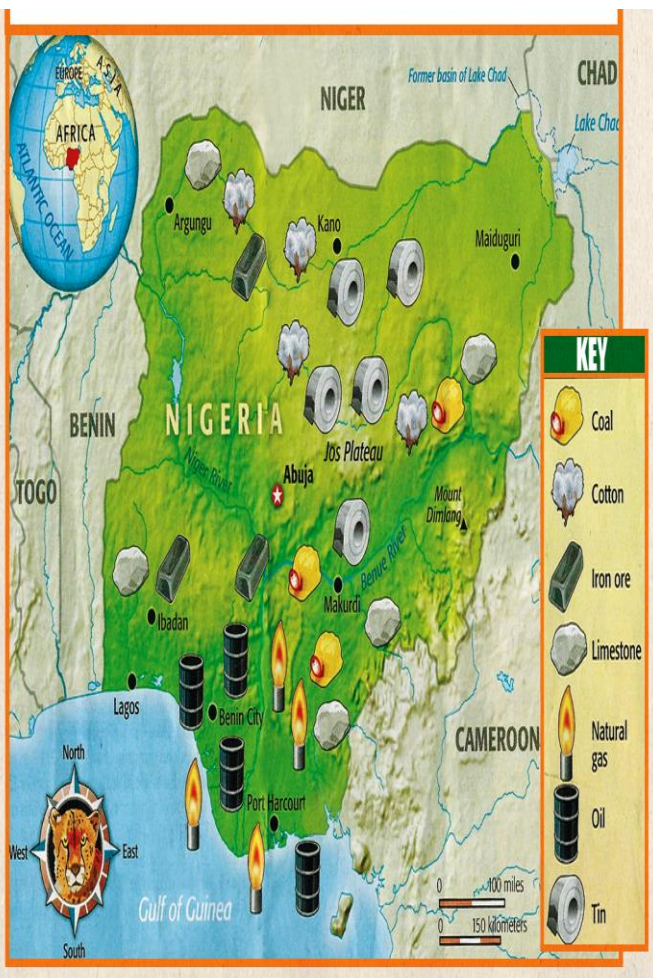 EUROPE
ASIA
AFRICA
ATLANTIC OCEAN
NIGER
Former basin of Lake Chad
CHAD
Lake Chad
Argungu
Kano
Maiduguri
KEY
Coal
Cotton
Iron ore
Limestone
Natural
gas
Oil
Tin
BENIN
NIGERIA
Jos Plateau
TOGO
Niger River
Abuja
Mount
Dimlang
Benue River
Makurdi
Ibadan
Lagos
Benin City
CAMEROON
Port Harcourt
North
West
East
South
Gulf of Guinea
0 100 miles
0 150 kilometers